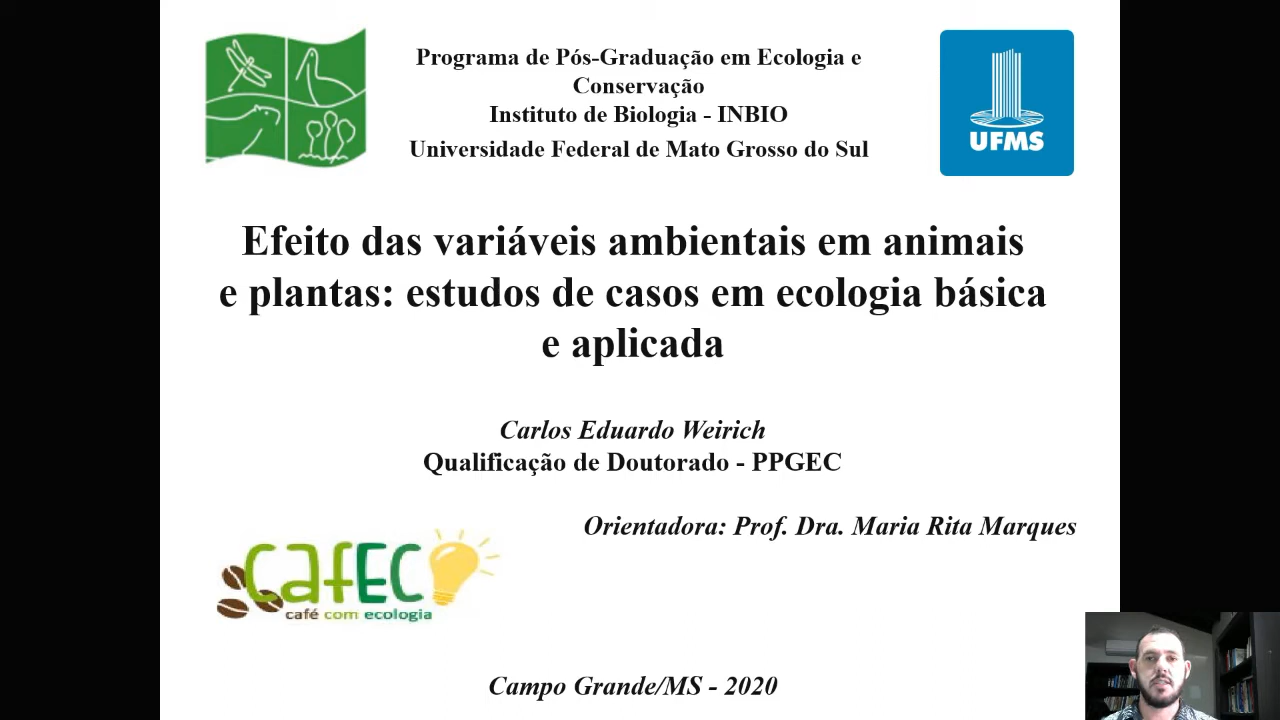 Programa de Pós-Graduação em Ecologia e
Conservação
Instituto de Biologia - INBIO
Universidade Federal de Mato Grosso do Sul
UFMS
Efeito das variáveis ambientais em animais
e plantas: estudos de casos em ecologia básica
e aplicada
Carlos Eduardo Weirich
Qualificação de Doutorado - PPGEC
Orientadora: Prof. Dra. Maria Rita Marques
cafEC
café com ecologia
Campo Grande/MS - 2020